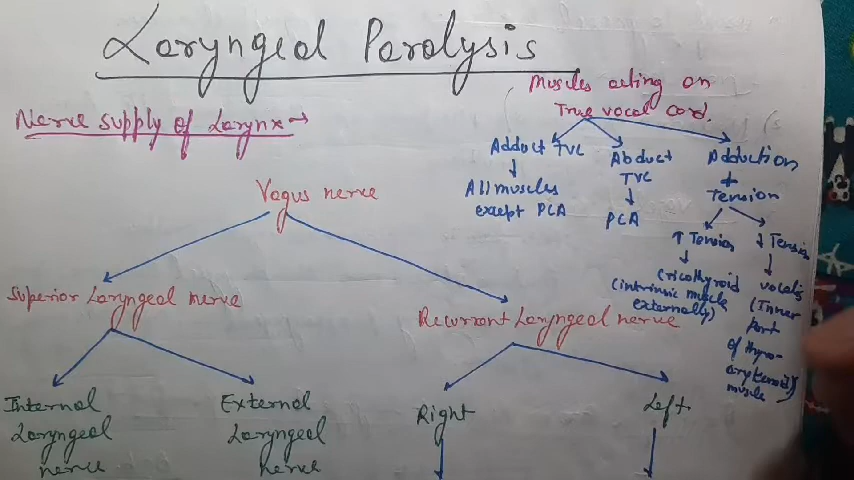 Laryngeal Paralysis
Muscles acting on
True vocal cord.
Nerve supply of Larynx →
Adduct TVC
Abduct
TVC
Adduction
+
Tension
All muscles
except PCA
PCA
↑ Tension
↓ Tension
Cricothyroid
(intrinsic muscle
externally)
vocalis
(Inner
Part
of thyro-
arytenoid)
muscle
Vagus nerve
Superior Laryngeal nerve
Recurrant Laryngeal nerve
Internal
Laryngeal
nerve
External
Laryngeal
nerve
Right
Left